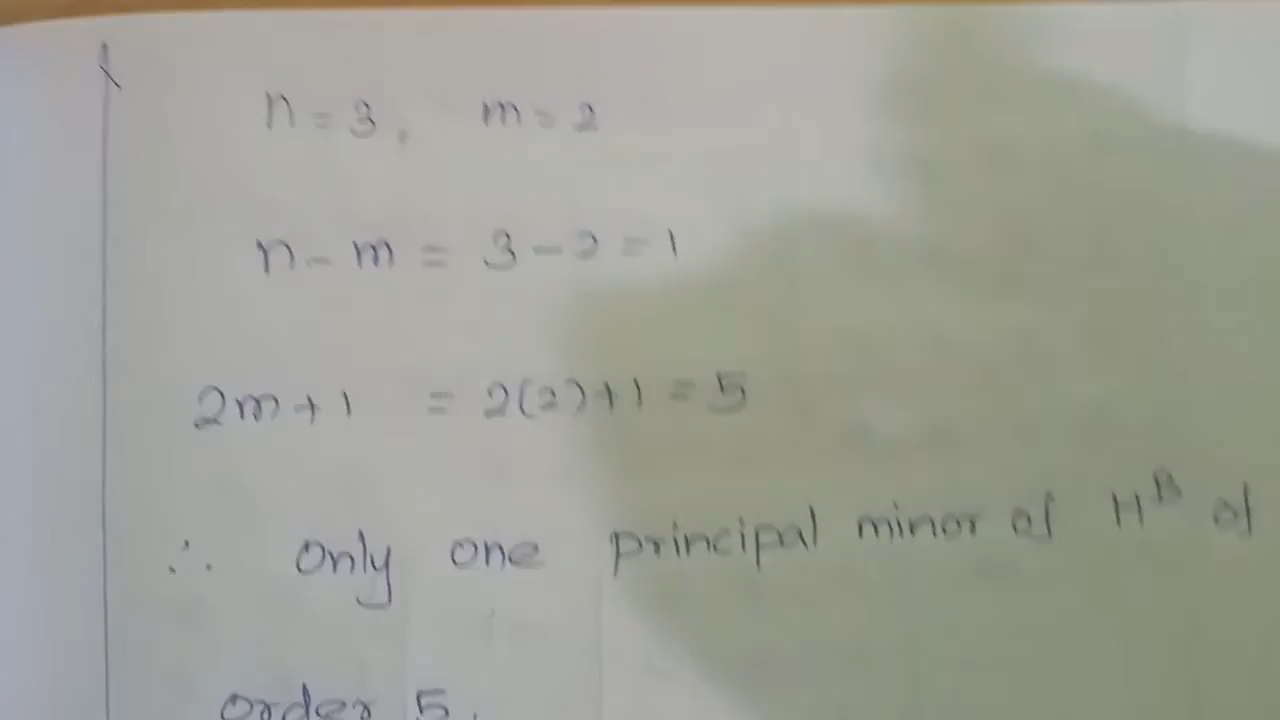 n = 3, m = 2
n - m = 3 - 2 = 1
2m + 1 = 2(2) + 1 = 5
∴ only one principal minor of H^B of
order 5.